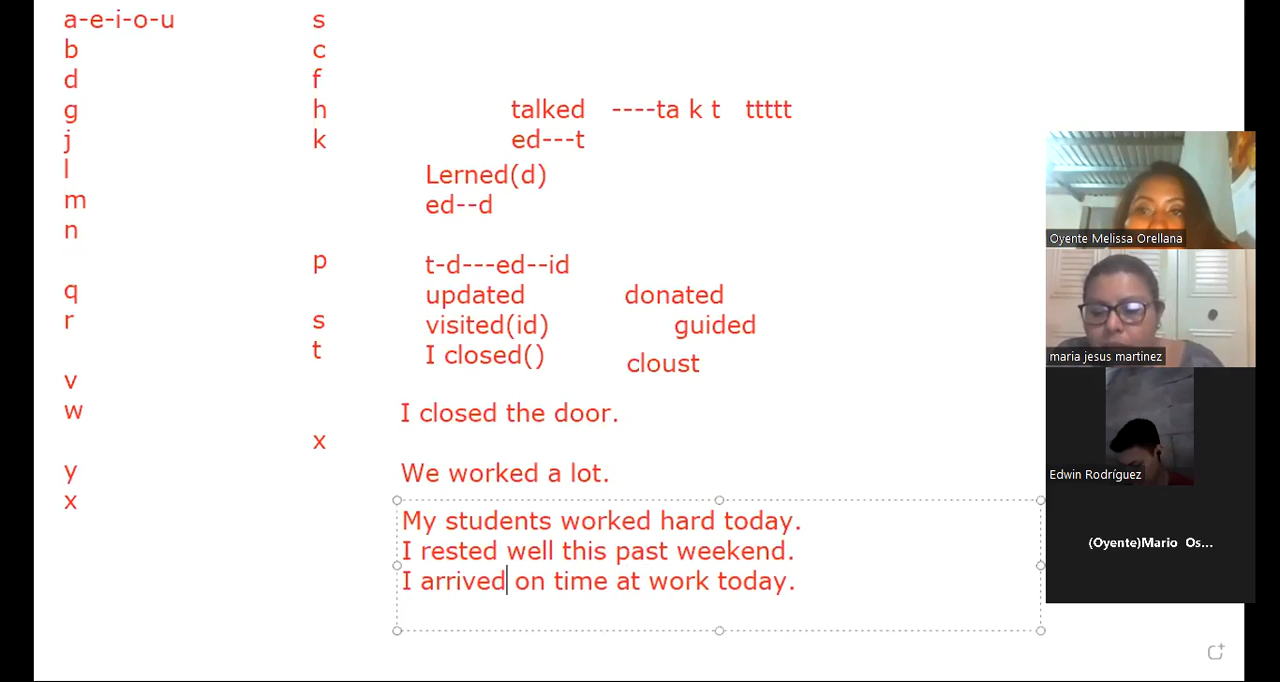 a-e-i-o-u
b
d
g
j
l
m
n
q
r
v
w
y
x
s
c
f
h
k
p
s
t
x
talked ----ta k t ttttt
ed---t
Lerned(d)
ed--d
t-d---ed--id
updated donated
visited(id) guided
I closed() cloust
I closed the door.
We worked a lot.
My students worked hard today.
I rested well this past weekend.
I arrived on time at work today.
Oyente Melissa Orellana
maria jesus martinez
Edwin Rodríguez
(Oyente)Mario Os...